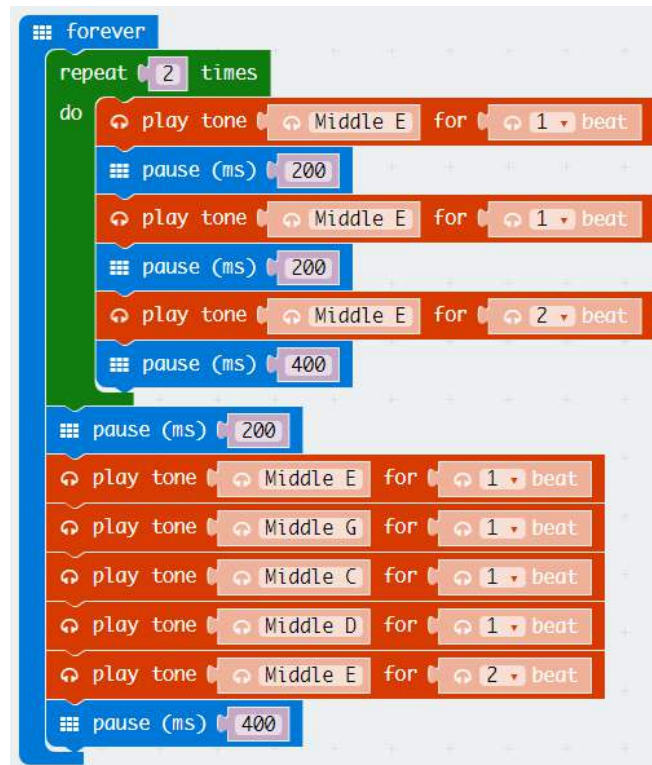 forever
repeat 2 times
do
play tone Middle E for 1 beat
pause (ms) 200
play tone Middle E for 1 beat
pause (ms) 200
play tone Middle E for 2 beat
pause (ms) 400
pause (ms) 200
play tone Middle E for 1 beat
play tone Middle G for 1 beat
play tone Middle C for 1 beat
play tone Middle D for 1 beat
play tone Middle E for 2 beat
pause (ms) 400